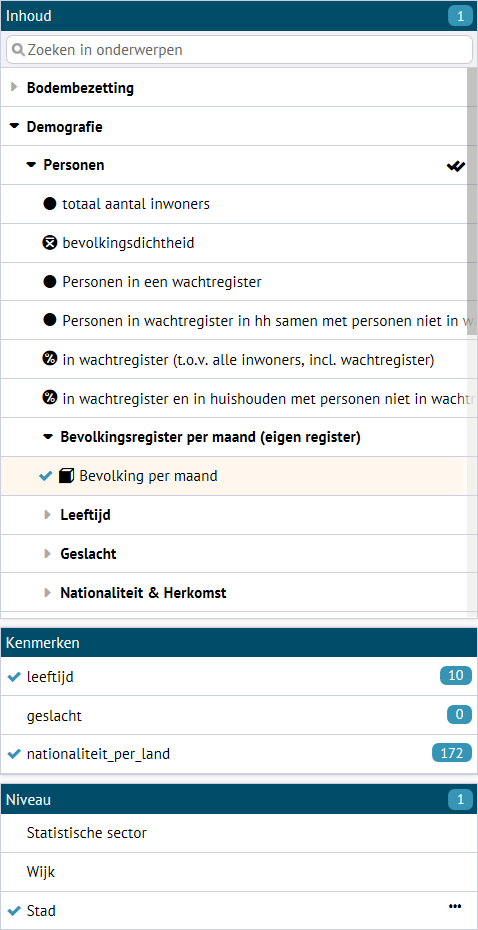 Inhoud 1
Zoeken in onderwerpen
Bodembezetting
Demografie
Personen
totaal aantal inwoners
bevolkingsdichtheid
Personen in een wachtregister
Personen in wachtregister in hh samen met personen niet in w
% in wachtregister (t.o.v. alle inwoners, incl. wachtregister)
% in wachtregister en in huishouden met personen niet in wachtr
Bevolkingsregister per maand (eigen register)
Bevolking per maand
Leeftijd
Geslacht
Nationaliteit & Herkomst
Kenmerken
leeftijd 10
geslacht 0
nationaliteit_per_land 172
Niveau 1
Statistische sector
Wijk
Stad ...